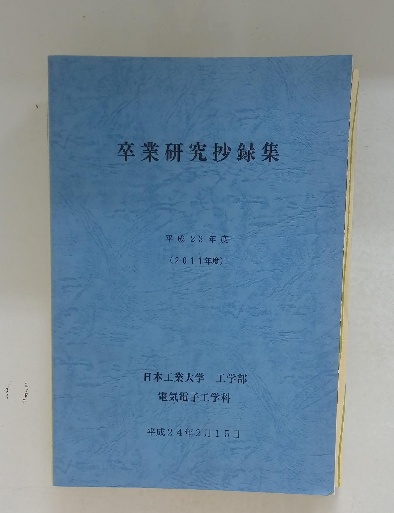 卒業研究抄録集
平成23年度
(2011年度)
日本工業大学 工学部
電気電子工学科
平成24年2月15日